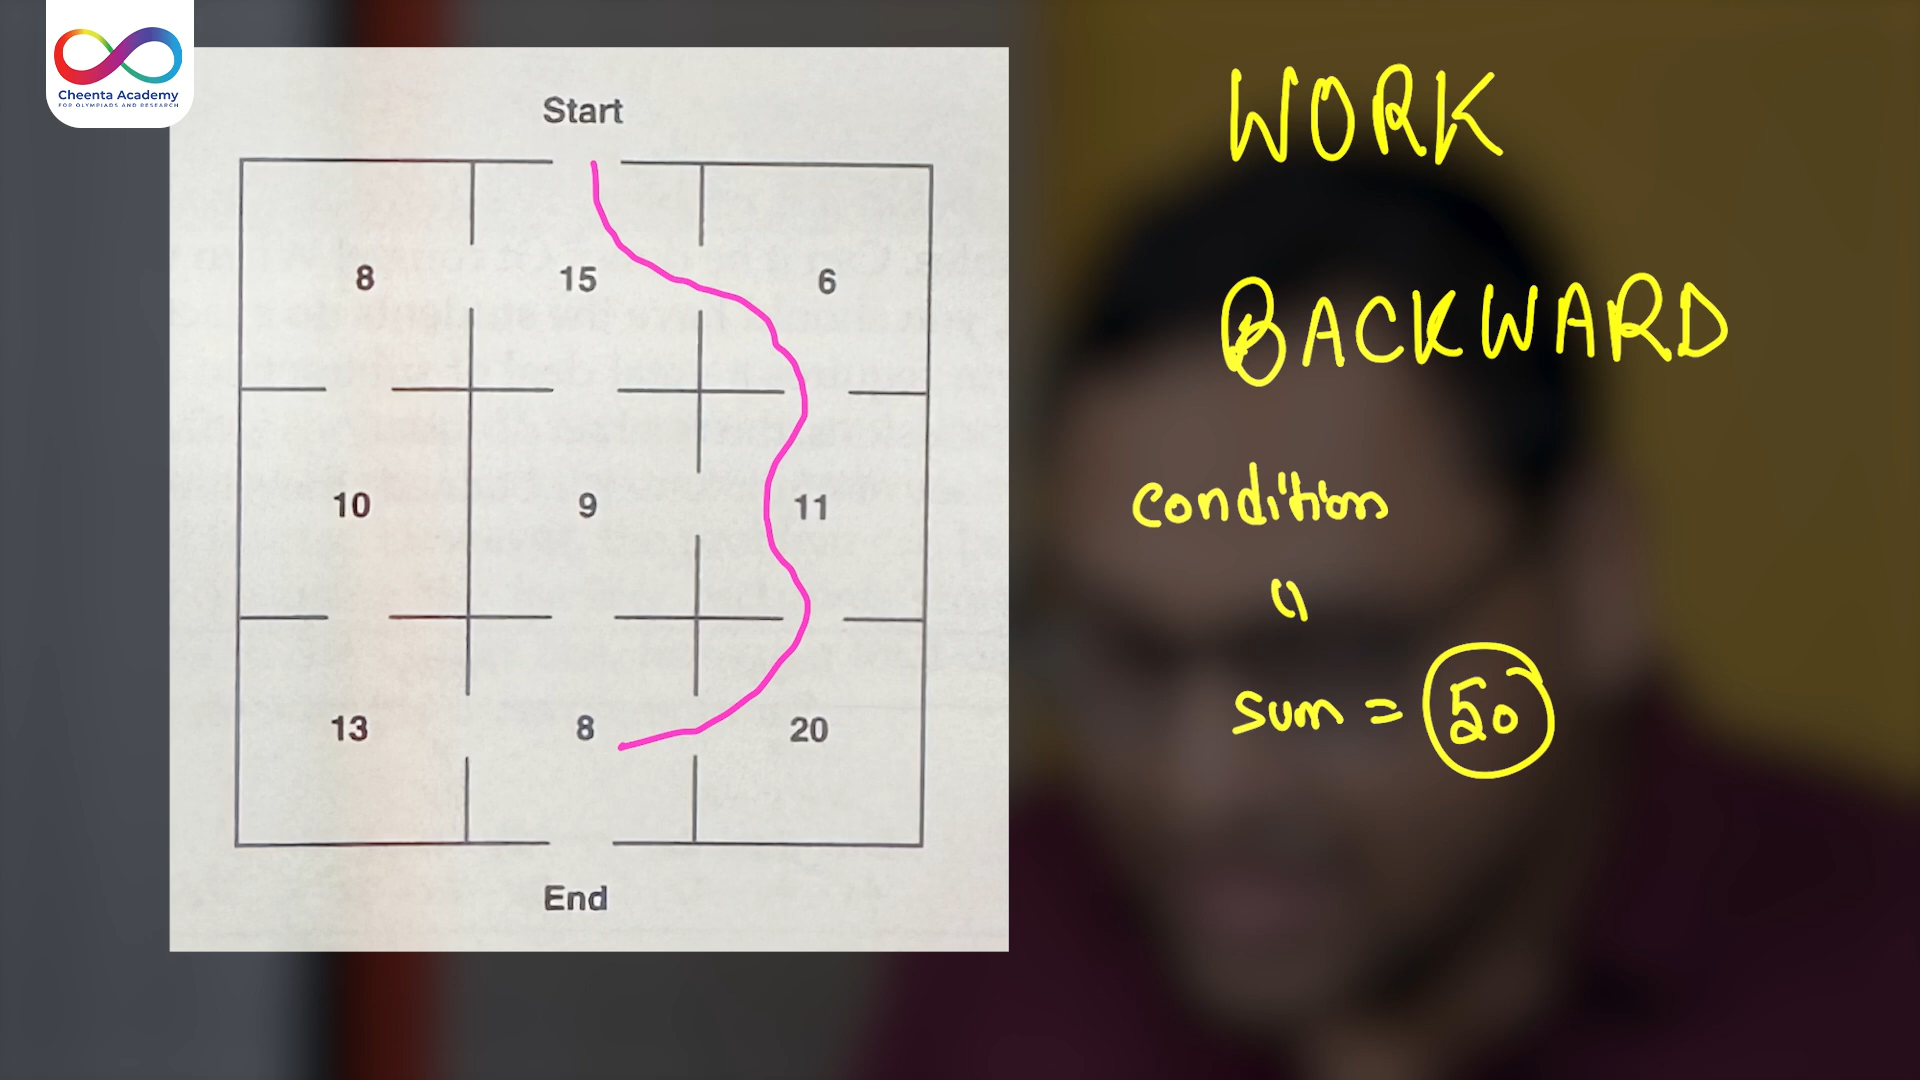 Cheenta Academy
FOR OLYMPIADS AND RESEARCH
Start
8 15 6
10 9 11
13 8 20
End
WORK
BACKWARD
condition
sum = 50